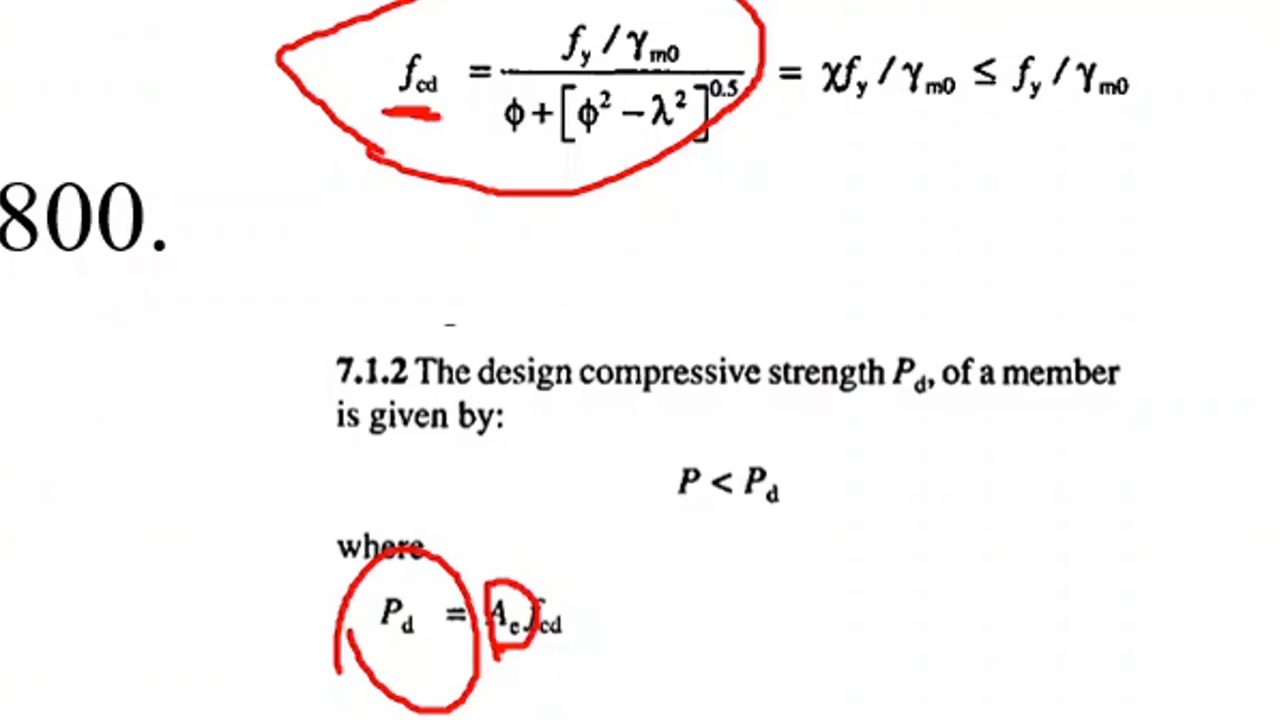 f_cd = (f_y / γ_m0) / (ϕ + [ϕ² − λ²]^0.5) = χf_y / γ_m0 ≤ f_y / γ_m0
800.
7.1.2 The design compressive strength P_d, of a member
is given by:
P < P_d
where
P_d = A_e f_cd